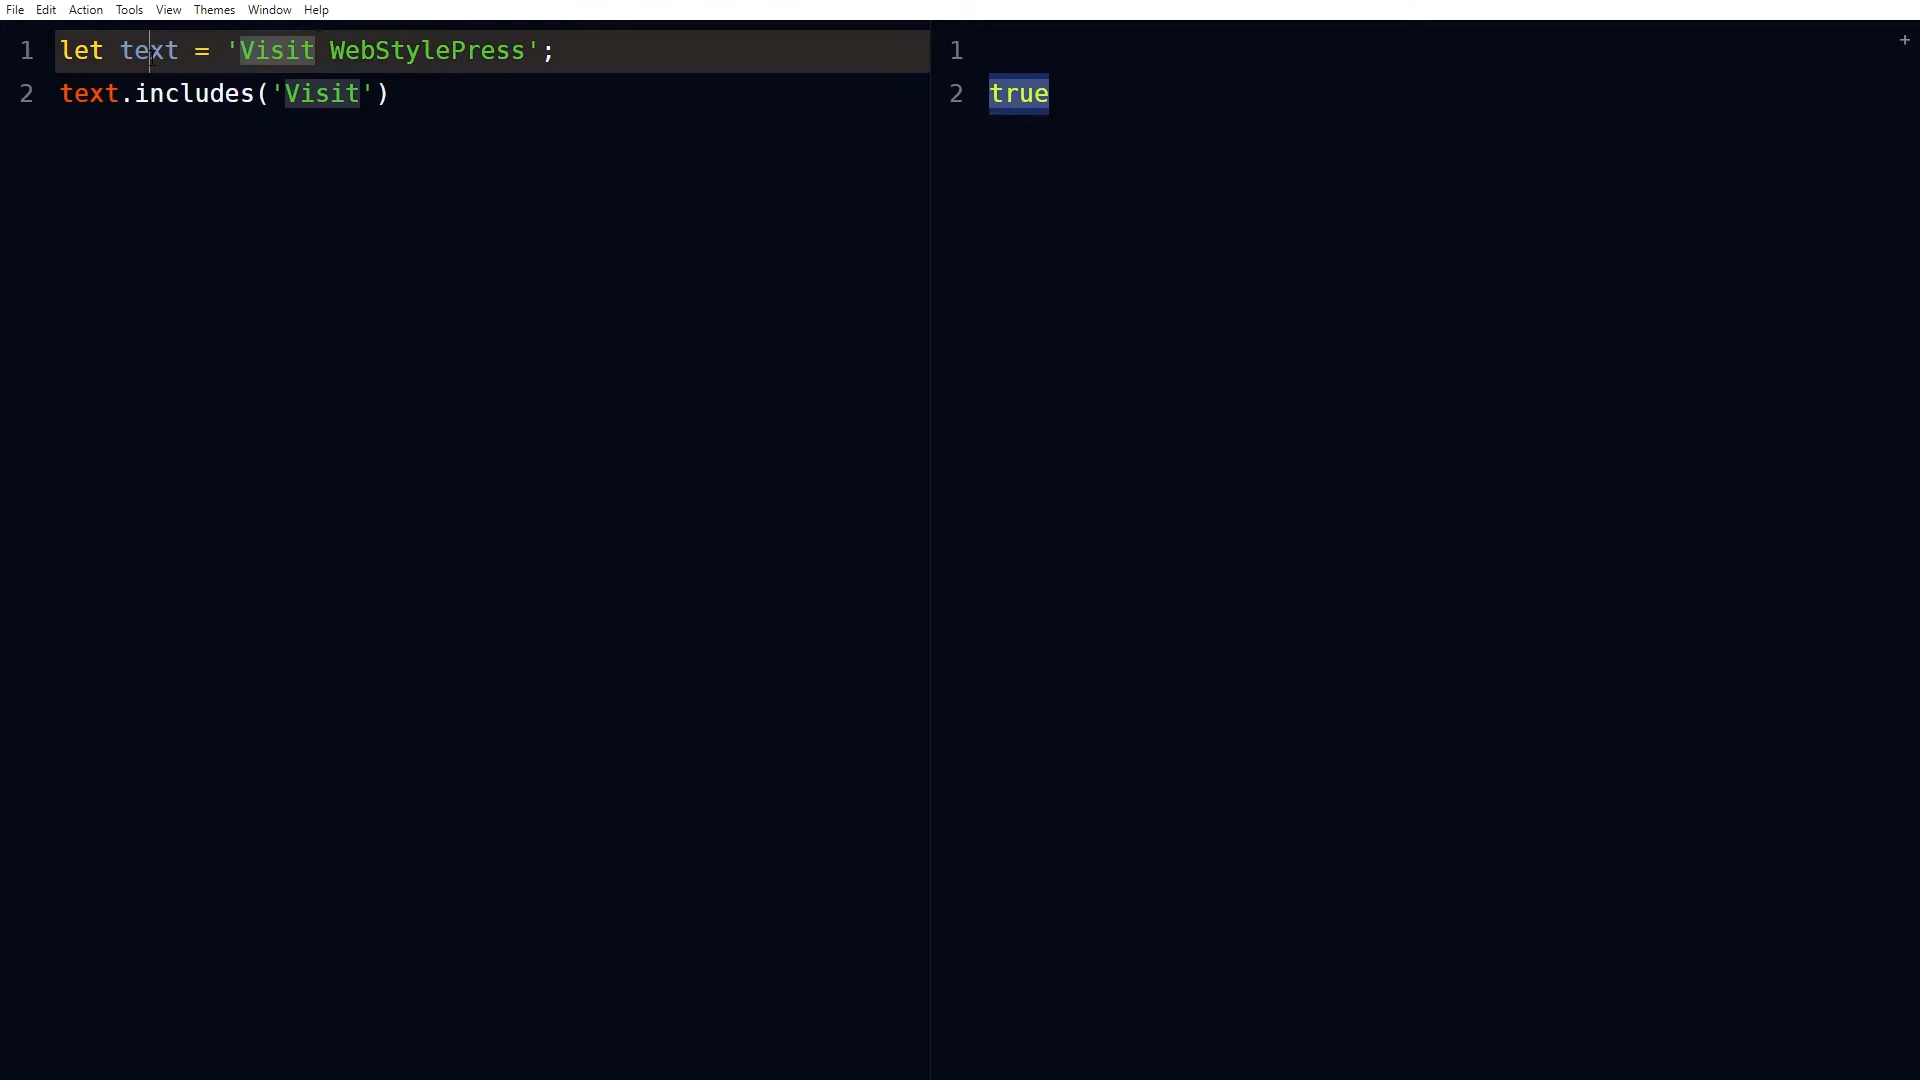 File Edit Action Tools View Themes Window Help
1 let text = 'Visit WebStylePress';
2 text.includes('Visit')
+
1
2 true